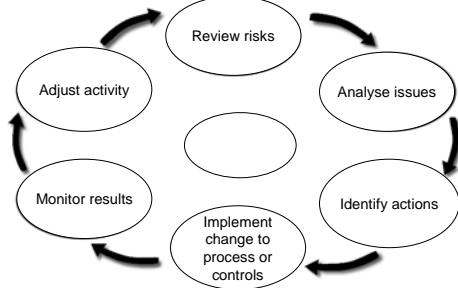 Review risks
Analyse issues
Identify actions
Implement
change to
process or
controls
Monitor results
Adjust activity